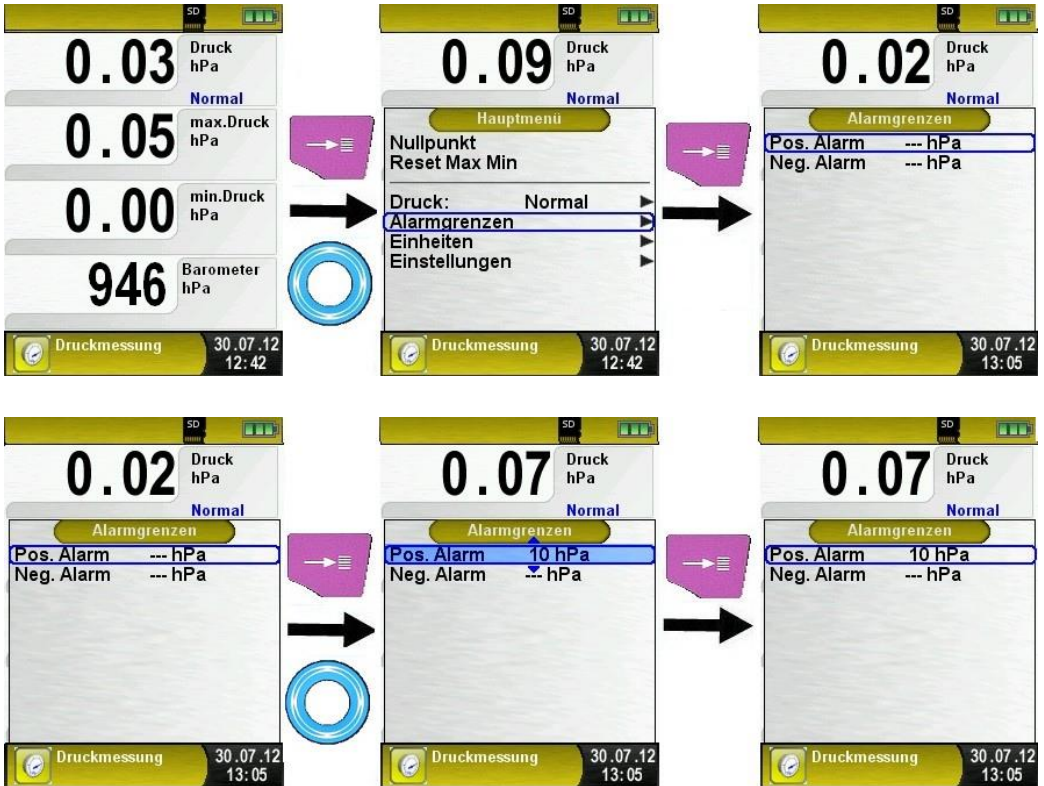 SD
0.03 Druck
hPa
Normal
0.05 max.Druck
hPa
0.00 min.Druck
hPa
946 Barometer
hPa
Druckmessung 30.07.12
12:42
SD
0.09 Druck
hPa
Normal
Hauptmenü
Nullpunkt
Reset Max Min
Druck: Normal
Alarmgrenzen
Einheiten
Einstellungen
Druckmessung 30.07.12
12:42
SD
0.02 Druck
hPa
Normal
Alarmgrenzen
Pos. Alarm --- hPa
Neg. Alarm --- hPa
Druckmessung 30.07.12
13:05
SD
0.02 Druck
hPa
Normal
Alarmgrenzen
Pos. Alarm --- hPa
Neg. Alarm --- hPa
Druckmessung 30.07.12
13:05
SD
0.07 Druck
hPa
Normal
Alarmgrenzen
Pos. Alarm 10 hPa
Neg. Alarm --- hPa
Druckmessung 30.07.12
13:05
SD
0.07 Druck
hPa
Normal
Alarmgrenzen
Pos. Alarm 10 hPa
Neg. Alarm --- hPa
Druckmessung 30.07.12
13:05